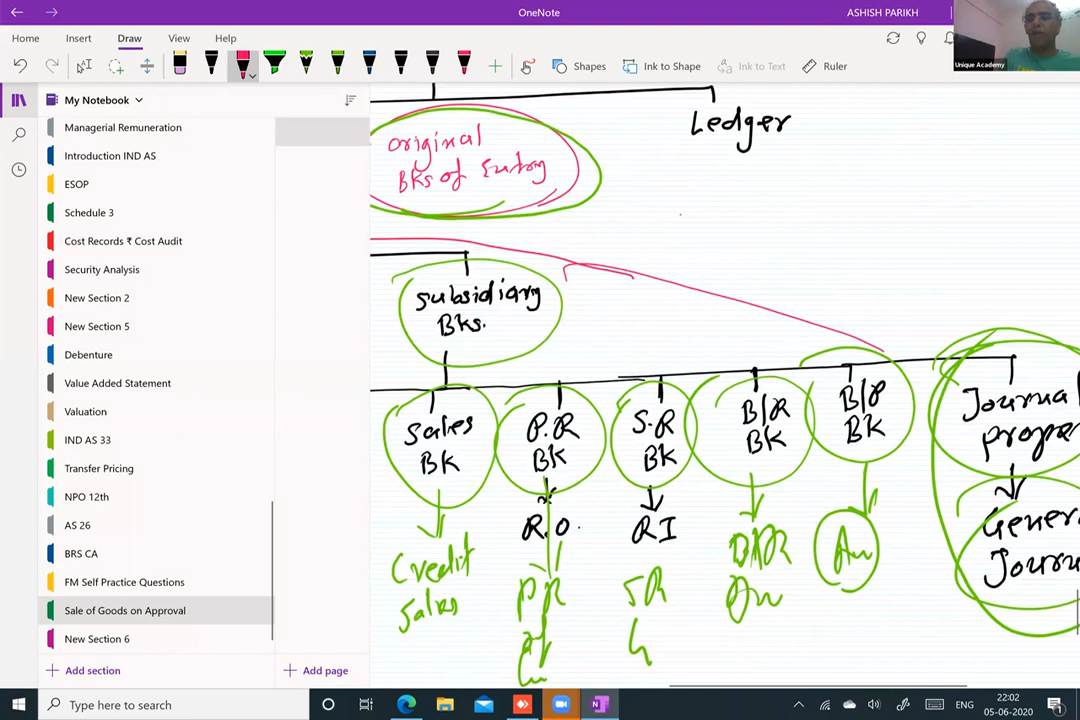 OneNote
ASHISH PARIKH
Unique Academy
Home
Insert
Draw
View
Help
Shapes
Ink to Shape
Ink to Text
Ruler
My Notebook
Managerial Remuneration
Introduction IND AS
ESOP
Schedule 3
Cost Records ₹ Cost Audit
Security Analysis
New Section 2
New Section 5
Debenture
Value Added Statement
Valuation
IND AS 33
Transfer Pricing
NPO 12th
AS 26
BRS CA
FM Self Practice Questions
Sale of Goods on Approval
New Section 6
Add section
Add page
Ledger
Original
Bks of Entry
Subsidiary
Bks.
Sales
BK
P.R
BK
S.R
BK
B/R
BK
B/P
BK
Journal
proper
R.O.
RI
Gener
Journ
Credit
Sales
PR
SR
Type here to search
ENG
22:02
05-06-2020
1